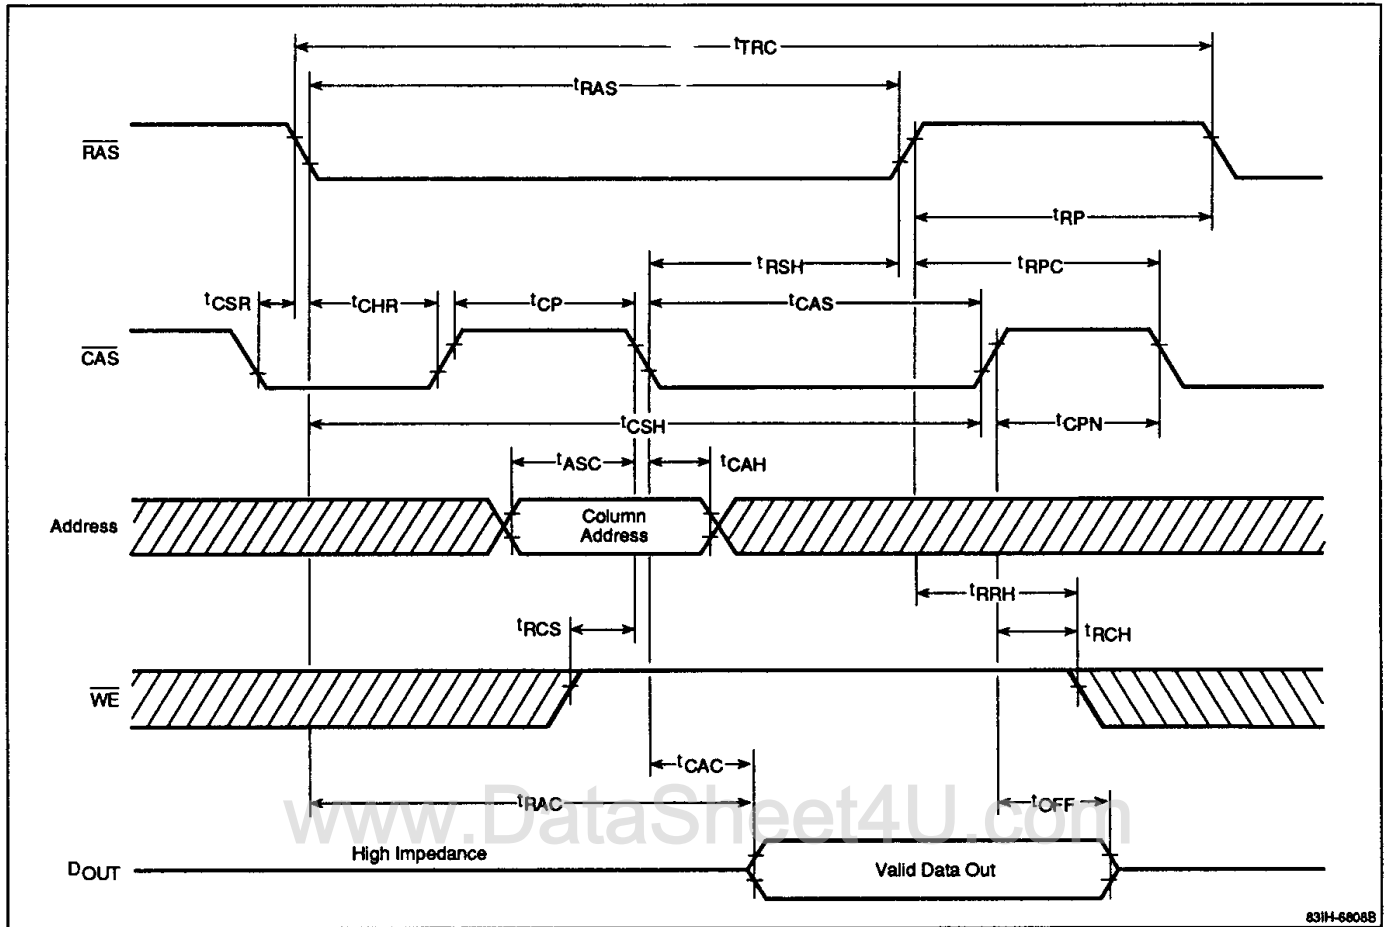 tTRC
tRAS
RAS
tRP
tRSH
tRPC
tCSR
tCHR
tCP
tCAS
CAS
tCSH
tCPN
tASC
tCAH
Address
Column
Address
tRRH
tRCS
tRCH
WE
tCAC
tRAC
tOFF
www.DataSheet4U.com
High Impedance
DOUT
Valid Data Out
83IH-6808B